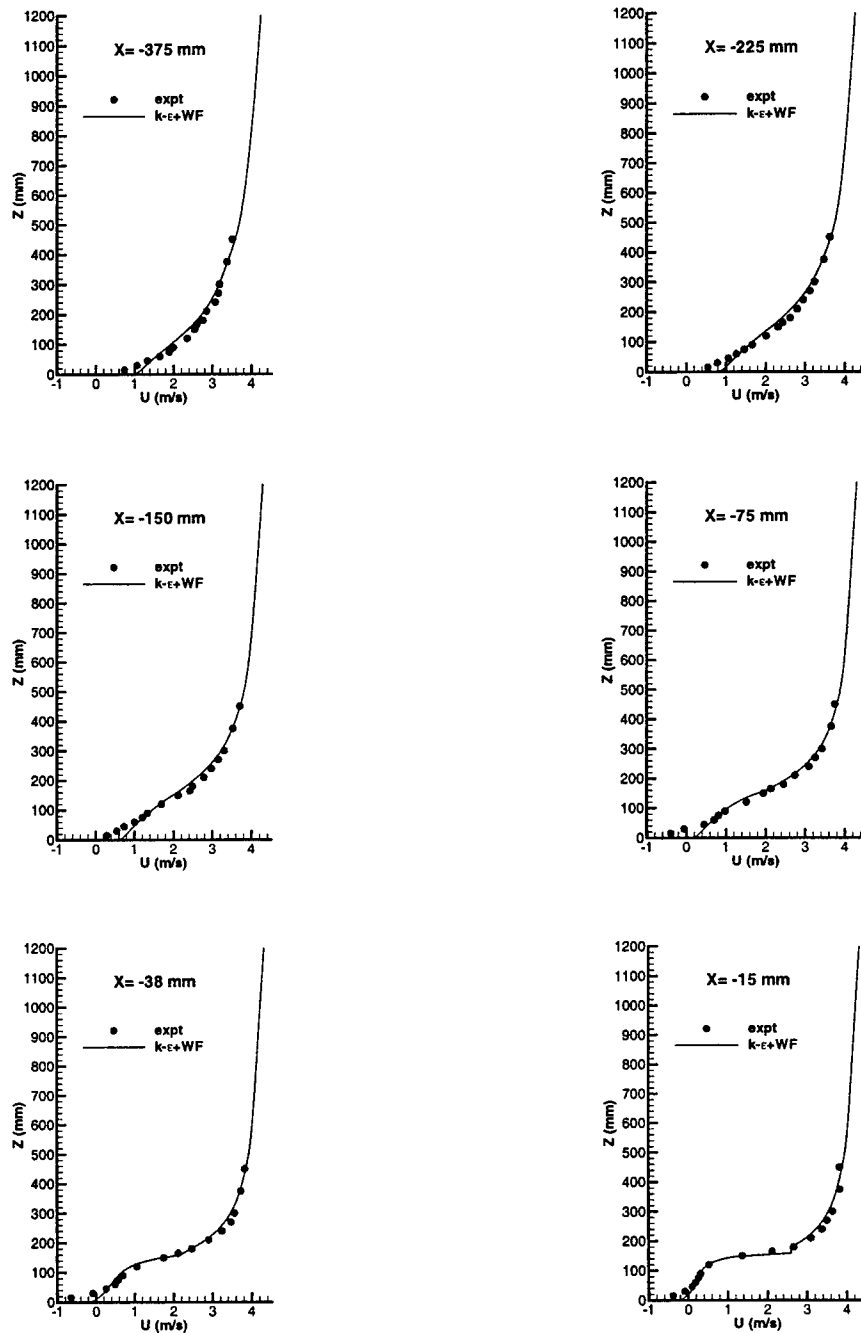 1200
1100
1000
900
800
700
600
500
400
300
200
100
0
Z (mm)
X= -375 mm
expt
k-ε+WF
-1 0 1 2 3 4
U (m/s)
1200
1100
1000
900
800
700
600
500
400
300
200
100
0
Z (mm)
X= -225 mm
expt
k-ε+WF
-1 0 1 2 3 4
U (m/s)
1200
1100
1000
900
800
700
600
500
400
300
200
100
0
Z (mm)
X= -150 mm
expt
k-ε+WF
-1 0 1 2 3 4
U (m/s)
1200
1100
1000
900
800
700
600
500
400
300
200
100
0
Z (mm)
X= -75 mm
expt
k-ε+WF
-1 0 1 2 3 4
U (m/s)
1200
1100
1000
900
800
700
600
500
400
300
200
100
0
Z (mm)
X= -38 mm
expt
k-ε+WF
-1 0 1 2 3 4
U (m/s)
1200
1100
1000
900
800
700
600
500
400
300
200
100
0
Z (mm)
X= -15 mm
expt
k-ε+WF
-1 0 1 2 3 4
U (m/s)